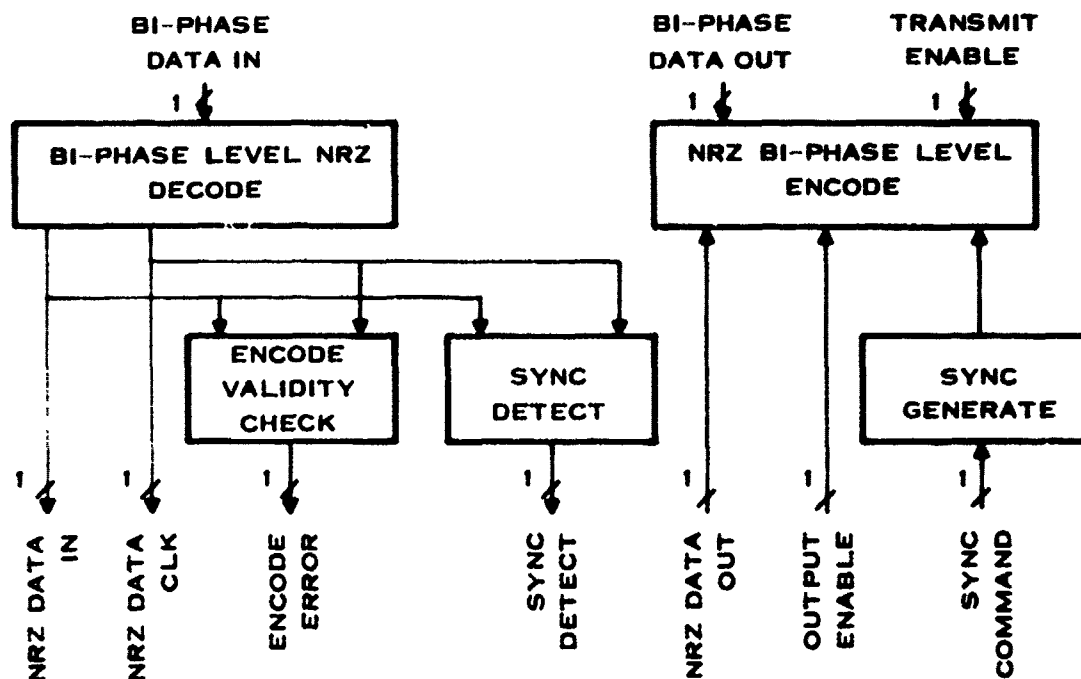 BI-PHASE
DATA IN
BI-PHASE
DATA OUT
TRANSMIT
ENABLE
1
1
1
BI-PHASE LEVEL NRZ
DECODE
NRZ BI-PHASE LEVEL
ENCODE
ENCODE
VALIDITY
CHECK
SYNC
DETECT
SYNC
GENERATE
1
1
1
1
1
1
1
NRZ DATA
IN
NRZ DATA
CLK
ENCODE
ERROR
SYNC
DETECT
NRZ DATA
OUT
OUTPUT
ENABLE
SYNC
COMMAND